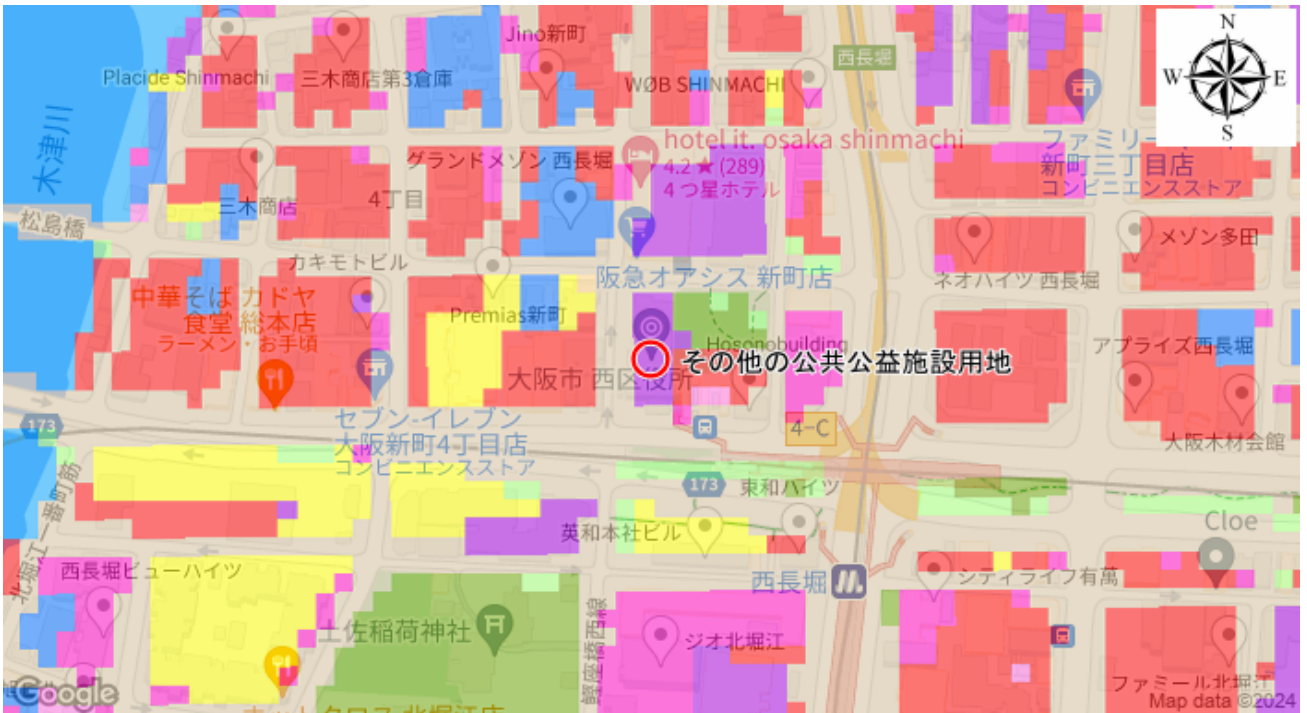 Jino新町
西長堀
N
W
E
S
Placide Shinmachi
三木商店第3倉庫
WØB SHINMACHI
木津川
hotel it. osaka shinmachi
4.2★(289)
4つ星ホテル
ファミリー
新町三丁目店
コンビニエンスストア
グランドメゾン 西長堀
4丁目
三木商店
松島橋
メゾン多田
カキモトビル
阪急オアシス 新町店
ネオハイツ 西長堀
中華そば カドヤ
食堂 総本店
ラーメン・お手頃
Premias新町
Hosonobuilding
アプライズ西長堀
その他の公共公益施設用地
大阪市 西区役所
セブン-イレブン
大阪新町4丁目店
コンビニエンスストア
173
4-C
大阪木材会館
173
東和ハイツ
北堀江一番町筋
英和本社ビル
Cloe
西長堀ビューハイツ
西長堀
シティライフ有萬
土佐稲荷神社
鰹座橋西線
ジオ北堀江
ファミール北堀江
Google
Map data ©2024